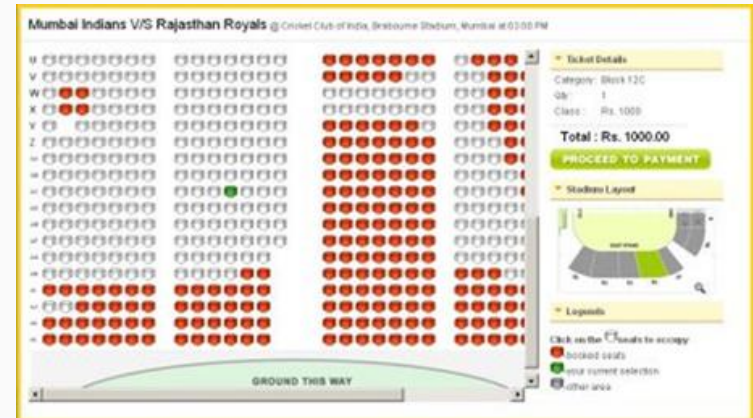 Mumbai Indians V/S Rajasthan Royals @ Cricket Club of India, Brabourne Stadium, Mumbai at 03:00 PM
U
V
W
X
Y
Z
GROUND THIS WAY
Ticket Details
Category: Block 12C
Qty: 1
Class: Rs. 1000
Total : Rs. 1000.00
PROCEED TO PAYMENT
Stadium Layout
Legends
Click on the seats to occupy
booked seats
your current selection
other area